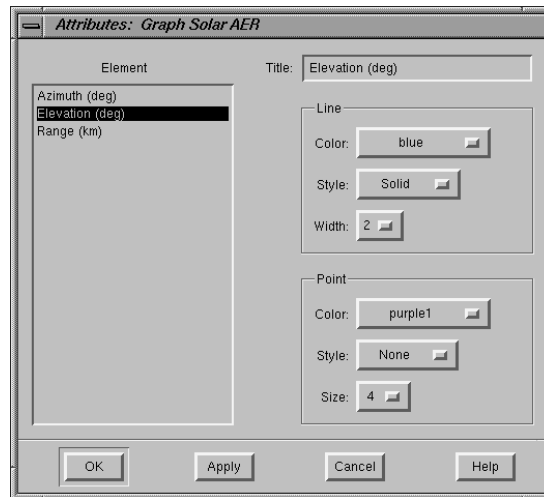 Attributes: Graph Solar AER
Element
Azimuth (deg)
Elevation (deg)
Range (km)
Title: Elevation (deg)
Line
Color: blue
Style: Solid
Width: 2
Point
Color: purple1
Style: None
Size: 4
OK Apply Cancel Help